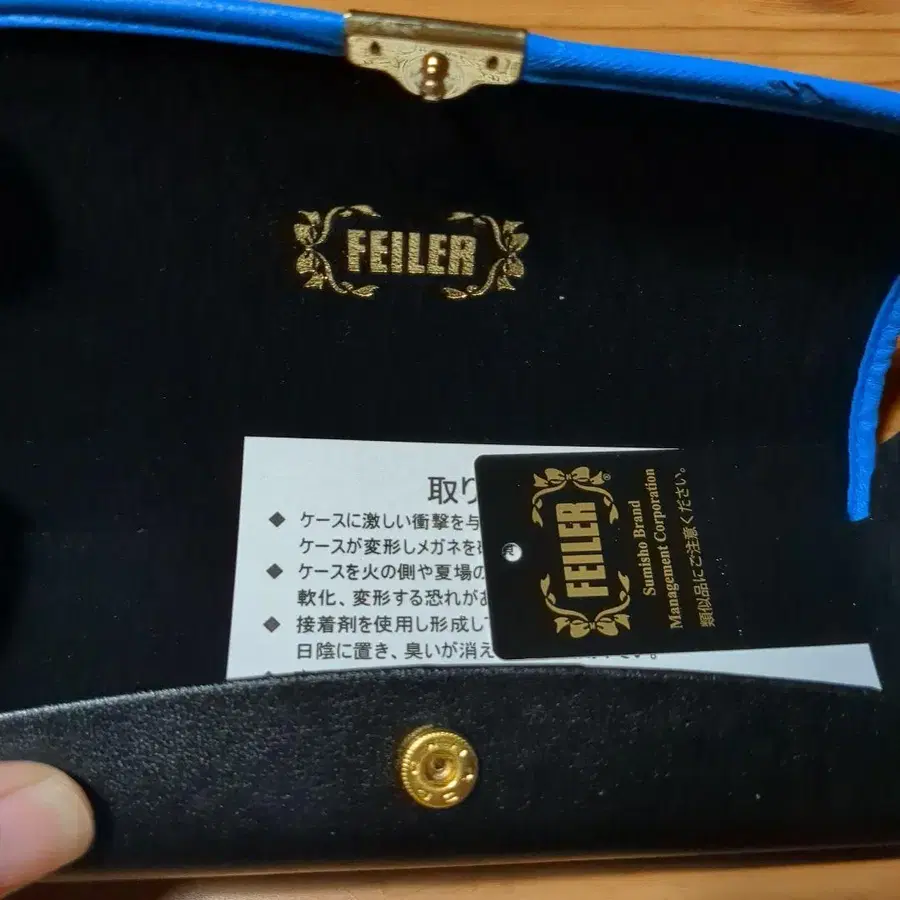 FEILER
取り
◆ ケースに激しい衝撃を与
ケースが変形しメガネを
◆ ケースを火の側や夏場の
軟化、変形する恐れがあ
◆ 接着剤を使用し形成して
日陰に置き、臭いが消え
FEILER®
Sumisho Brand
Management Corporation
類似品にご注意ください。